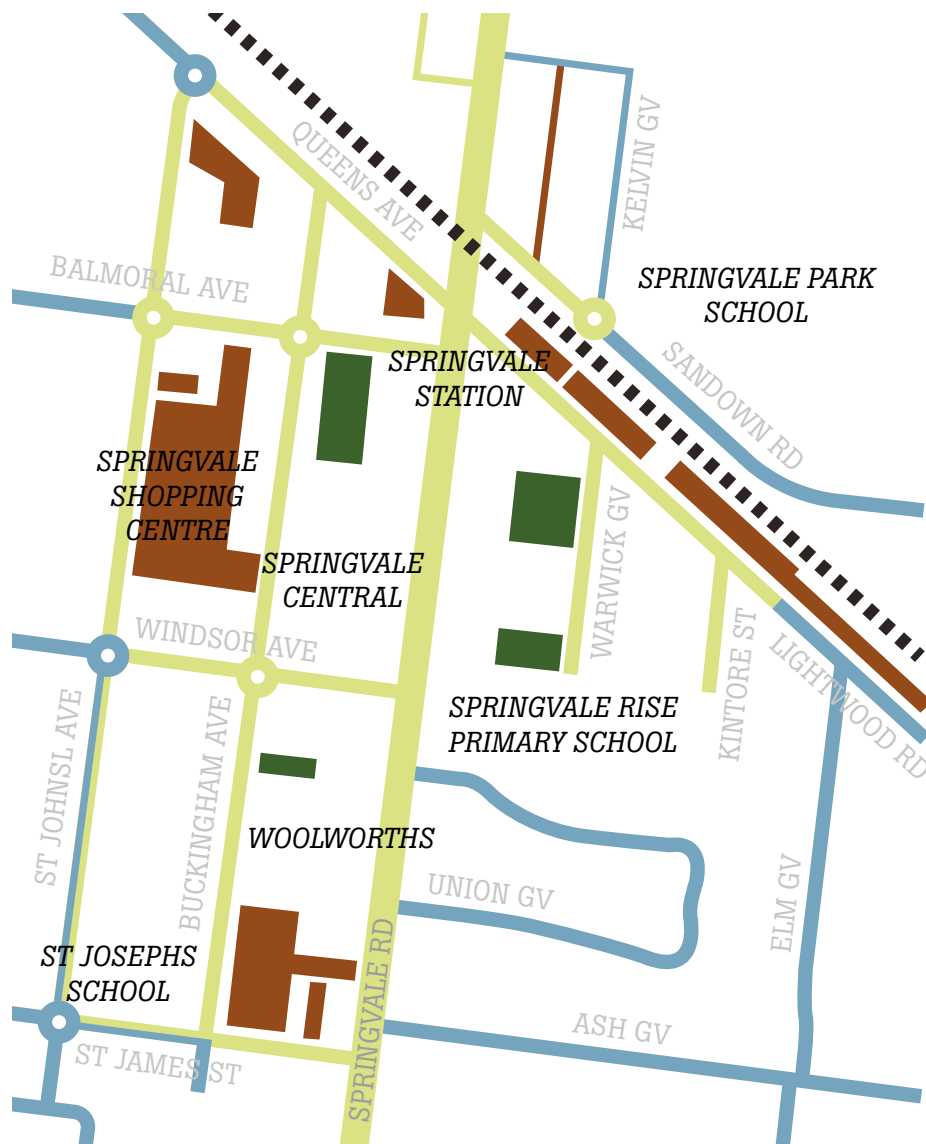 KELVIN GV
QUEENS AVE
BALMORAL AVE
SPRINGVALE PARK
SCHOOL
SPRINGVALE
STATION
SANDOWN RD
SPRINGVALE
SHOPPING
CENTRE
SPRINGVALE
CENTRAL
WARWICK GV
WINDSOR AVE
KINTORE ST
LIGHTWOOD RD
ST JOHNSL AVE
BUCKINGHAM AVE
SPRINGVALE RISE
PRIMARY SCHOOL
WOOLWORTHS
UNION GV
ELM GV
ST JOSEPHS
SCHOOL
SPRINGVALE RD
ASH GV
ST JAMES ST